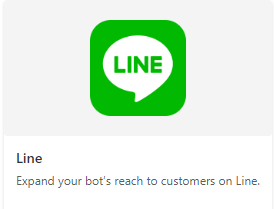 LINE
Line
Expand your bot's reach to customers on Line.